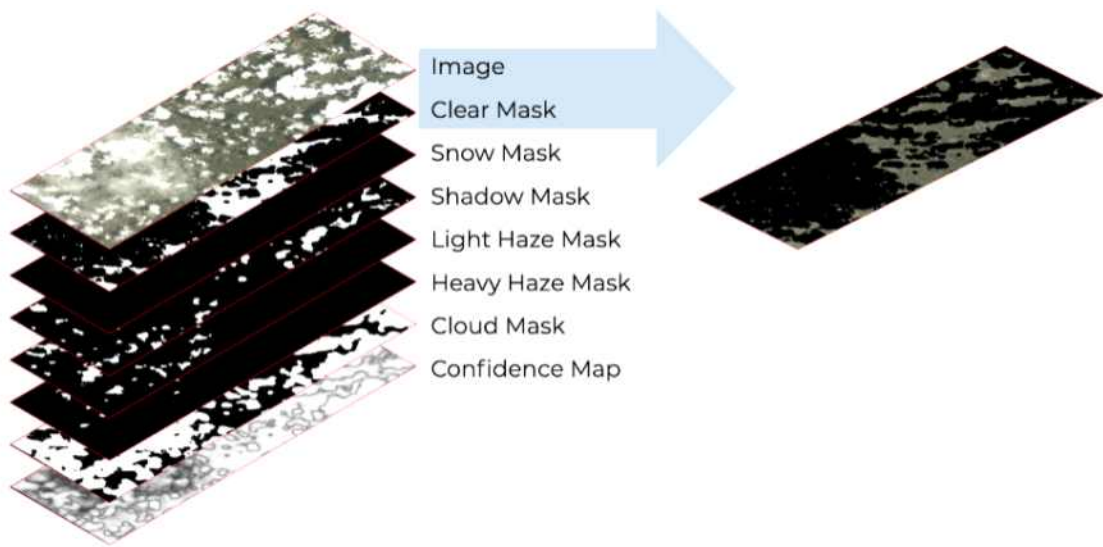 Image
Clear Mask
Snow Mask
Shadow Mask
Light Haze Mask
Heavy Haze Mask
Cloud Mask
Confidence Map